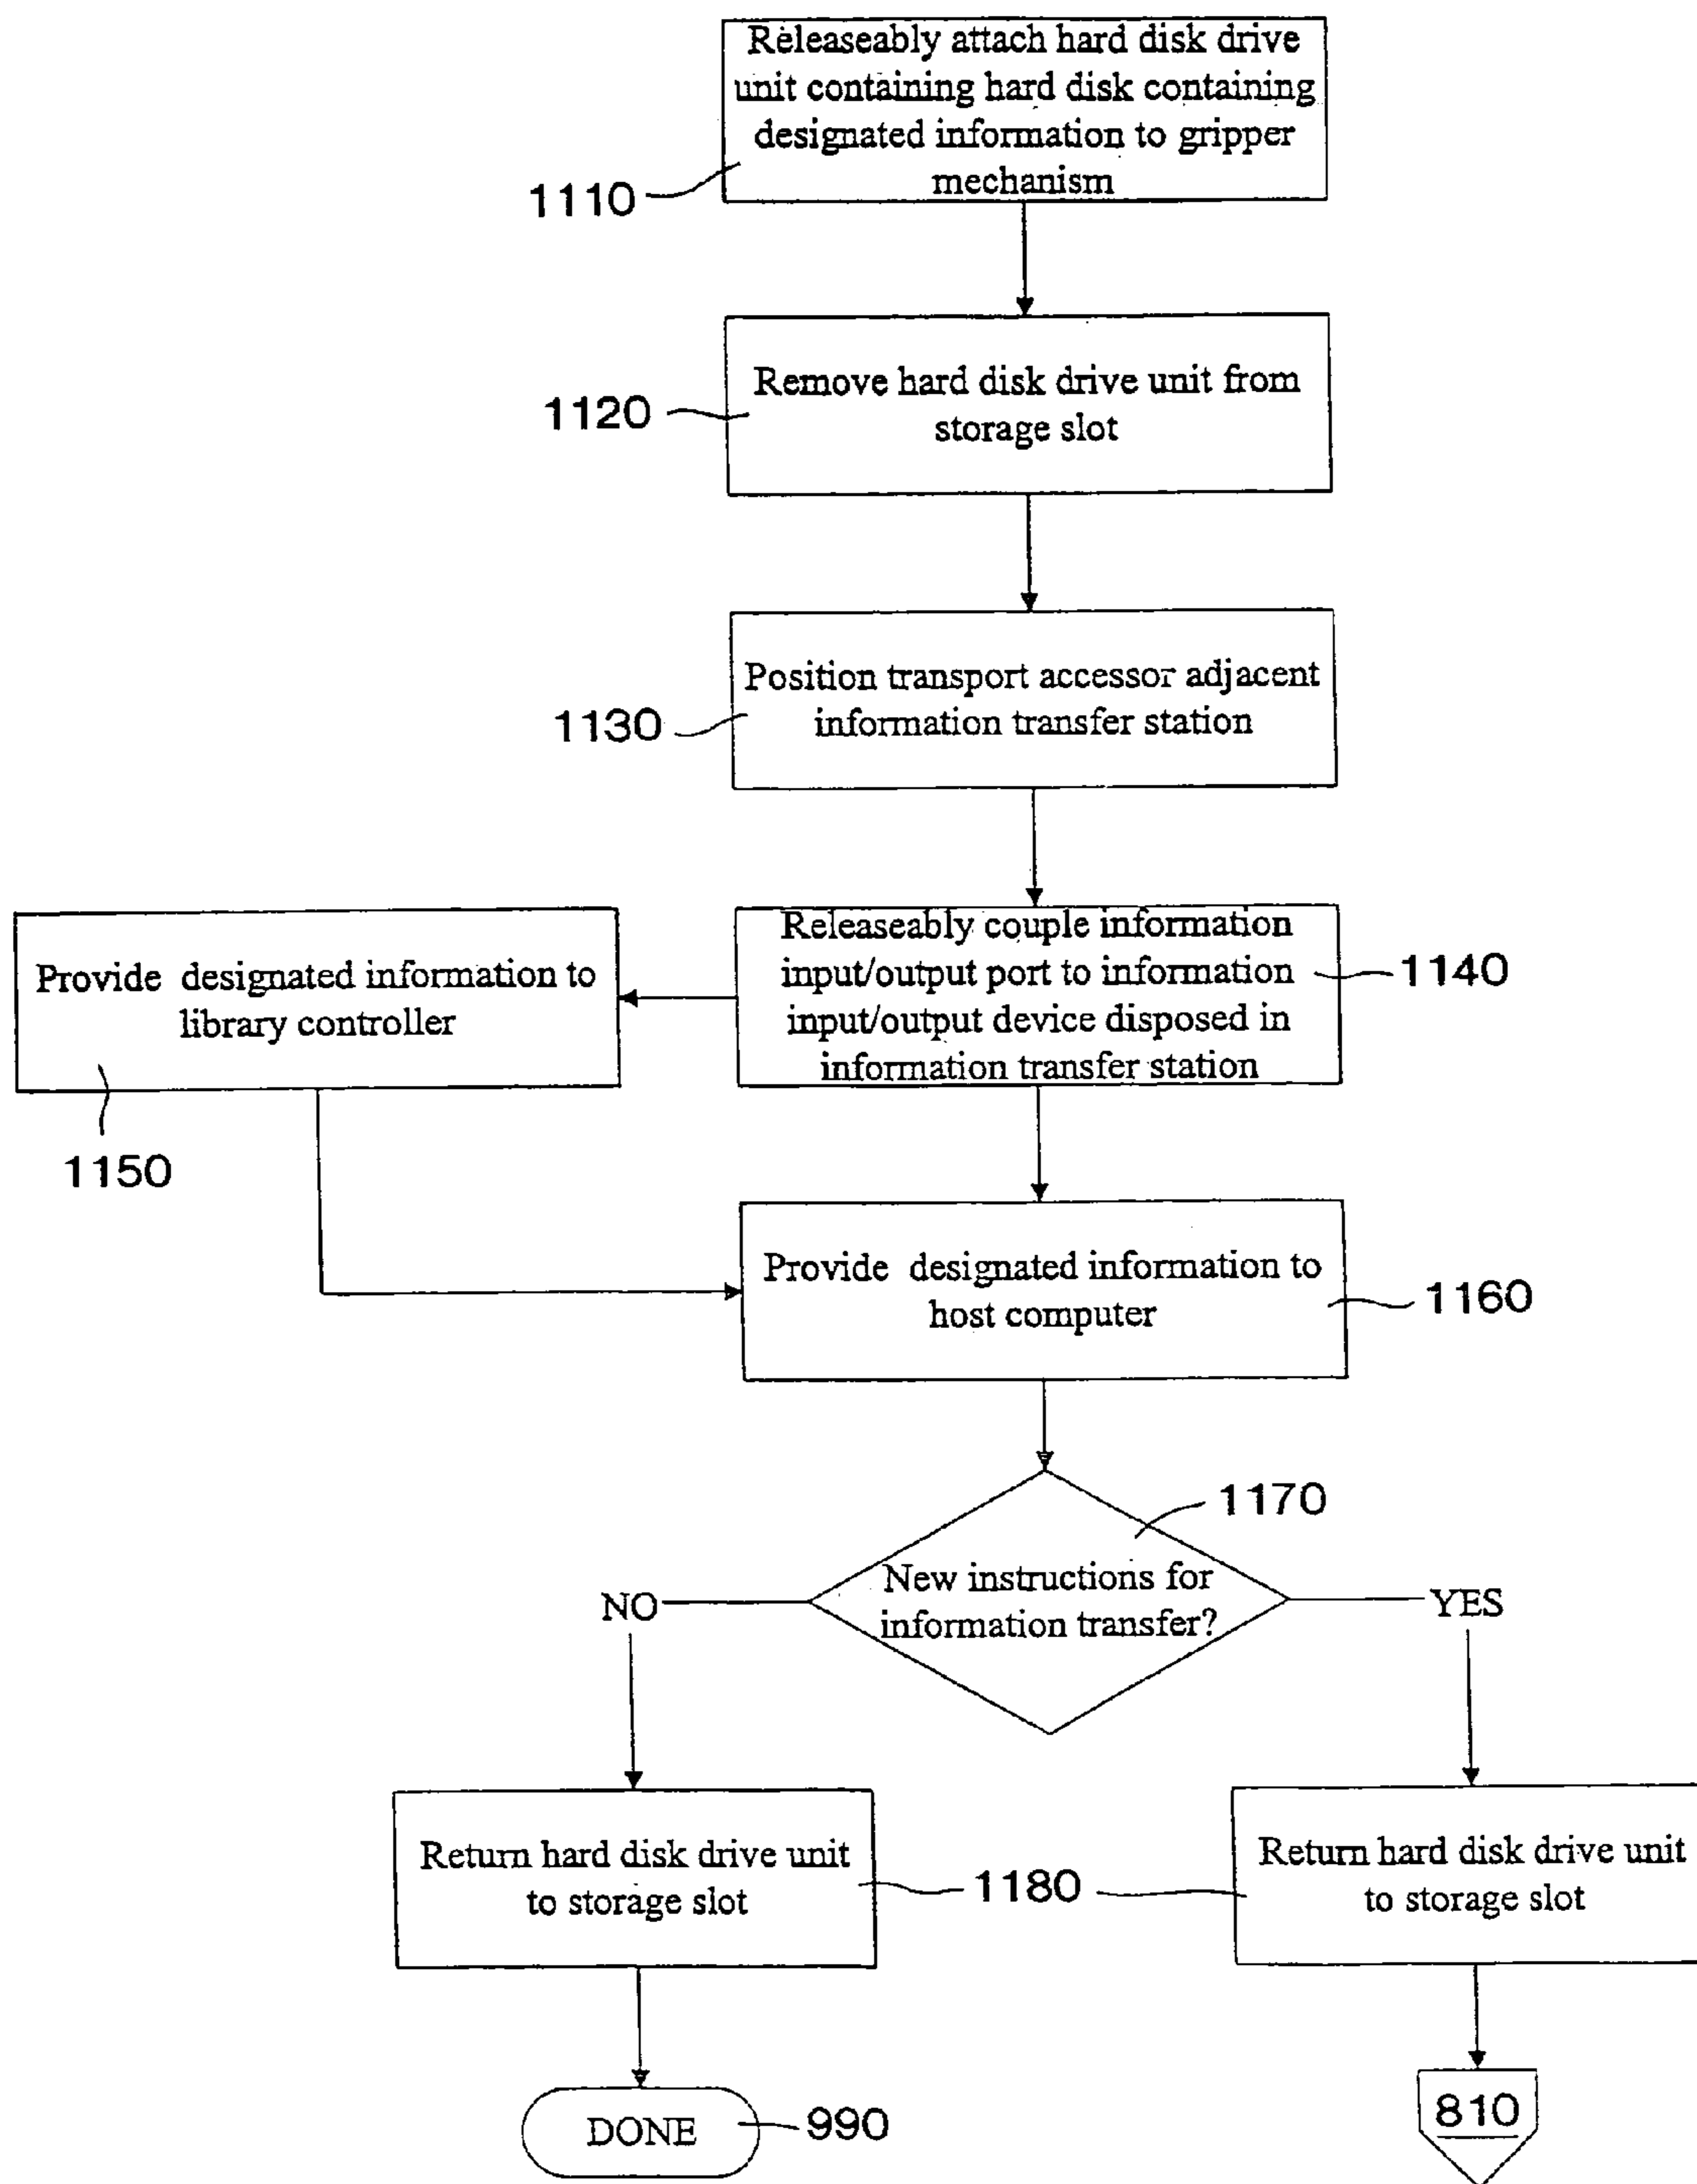 Releaseably attach hard disk drive
unit containing hard disk containing
designated information to gripper
mechanism
1110
Remove hard disk drive unit from
storage slot
1120
Position transport accessor adjacent
information transfer station
1130
Releaseably couple information
input/output port to information
input/output device disposed in
information transfer station
1140
Provide designated information to
library controller
1150
Provide designated information to
host computer
1160
1170
New instructions for
information transfer?
NO
YES
Return hard disk drive unit
to storage slot
1180
Return hard disk drive unit
to storage slot
DONE
990
810